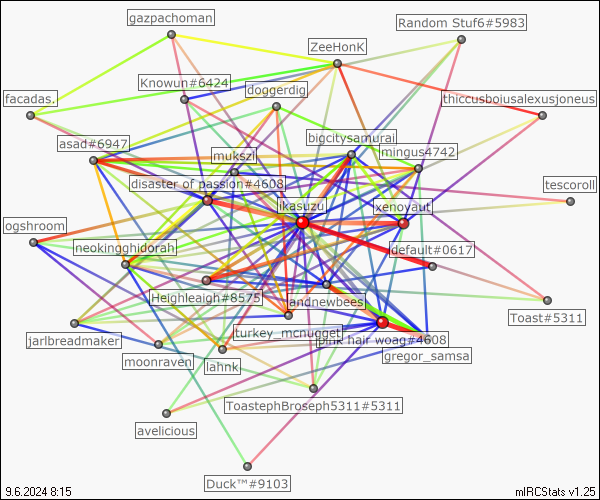 gazpachoman
Random Stuf6#5983
ZeeHonK
Knowun#6424
doggerdig
facadas.
thiccusboiusalexusjoneus
asad#6947
bigcitysamurai
mingus4742
mukszi
disaster of passion#4608
tescoroll
ikasuzu
xenoyaut
ogshroom
neokingghidorah
default#0617
Heighleaigh#8575
andnewbees
Toast#5311
turkey_mcnugget
pink hair woag#4608
jarlbreadmaker
moonraven
lahnk
gregor_samsa
ToastephBroseph5311#5311
avelicious
Duck™#9103
9.6.2024 8:15
mIRCStats v1.25